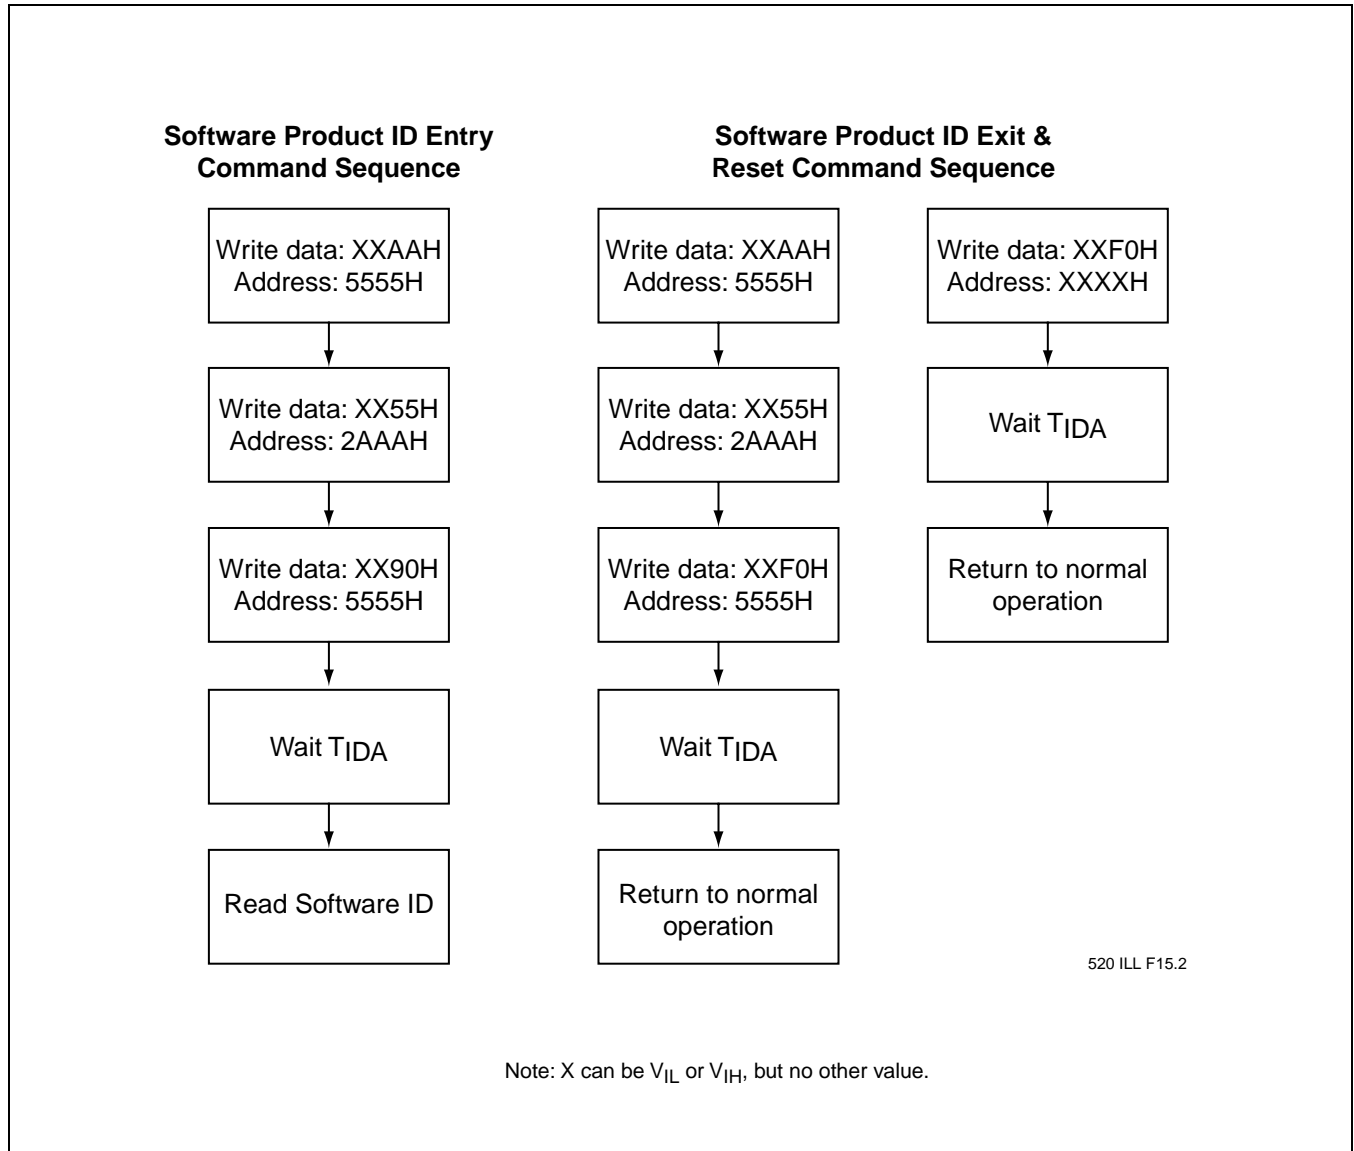 Software Product ID Entry
Command Sequence
Write data: XXAAH
Address: 5555H
Write data: XX55H
Address: 2AAAH
Write data: XX90H
Address: 5555H
Wait TIDA
Read Software ID
Software Product ID Exit &
Reset Command Sequence
Write data: XXAAH
Address: 5555H
Write data: XX55H
Address: 2AAAH
Write data: XXF0H
Address: 5555H
Wait TIDA
Return to normal
operation
Write data: XXF0H
Address: XXXXH
Wait TIDA
Return to normal
operation
520 ILL F15.2
Note: X can be VIL or VIH, but no other value.